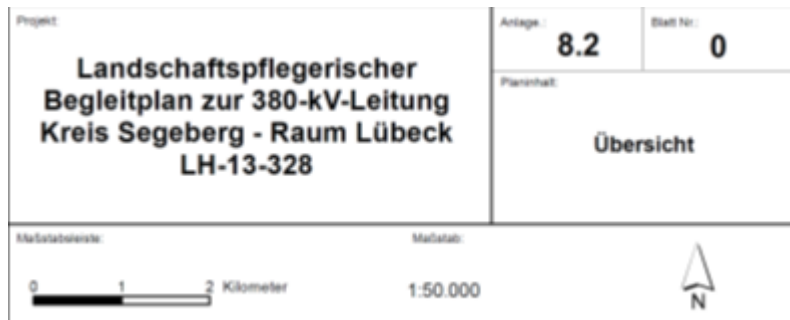 Projekt:
Landschaftspflegerischer
Begleitplan zur 380-kV-Leitung
Kreis Segeberg - Raum Lübeck
LH-13-328
Anlage.:
8.2
Blatt Nr.:
0
Planinhalt:
Übersicht
Maßstabsleiste:
0 1 2 Kilometer
Maßstab:
1:50.000
N